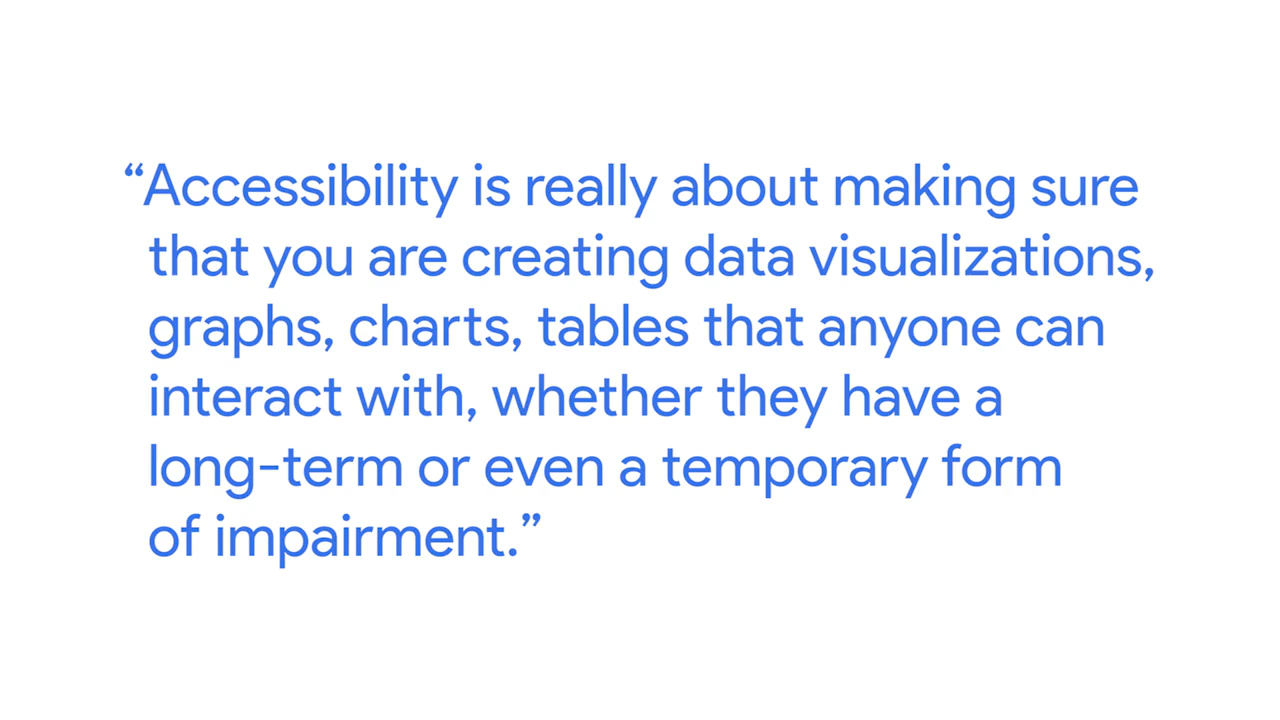 “Accessibility is really about making sure
that you are creating data visualizations,
graphs, charts, tables that anyone can
interact with, whether they have a
long-term or even a temporary form
of impairment.”